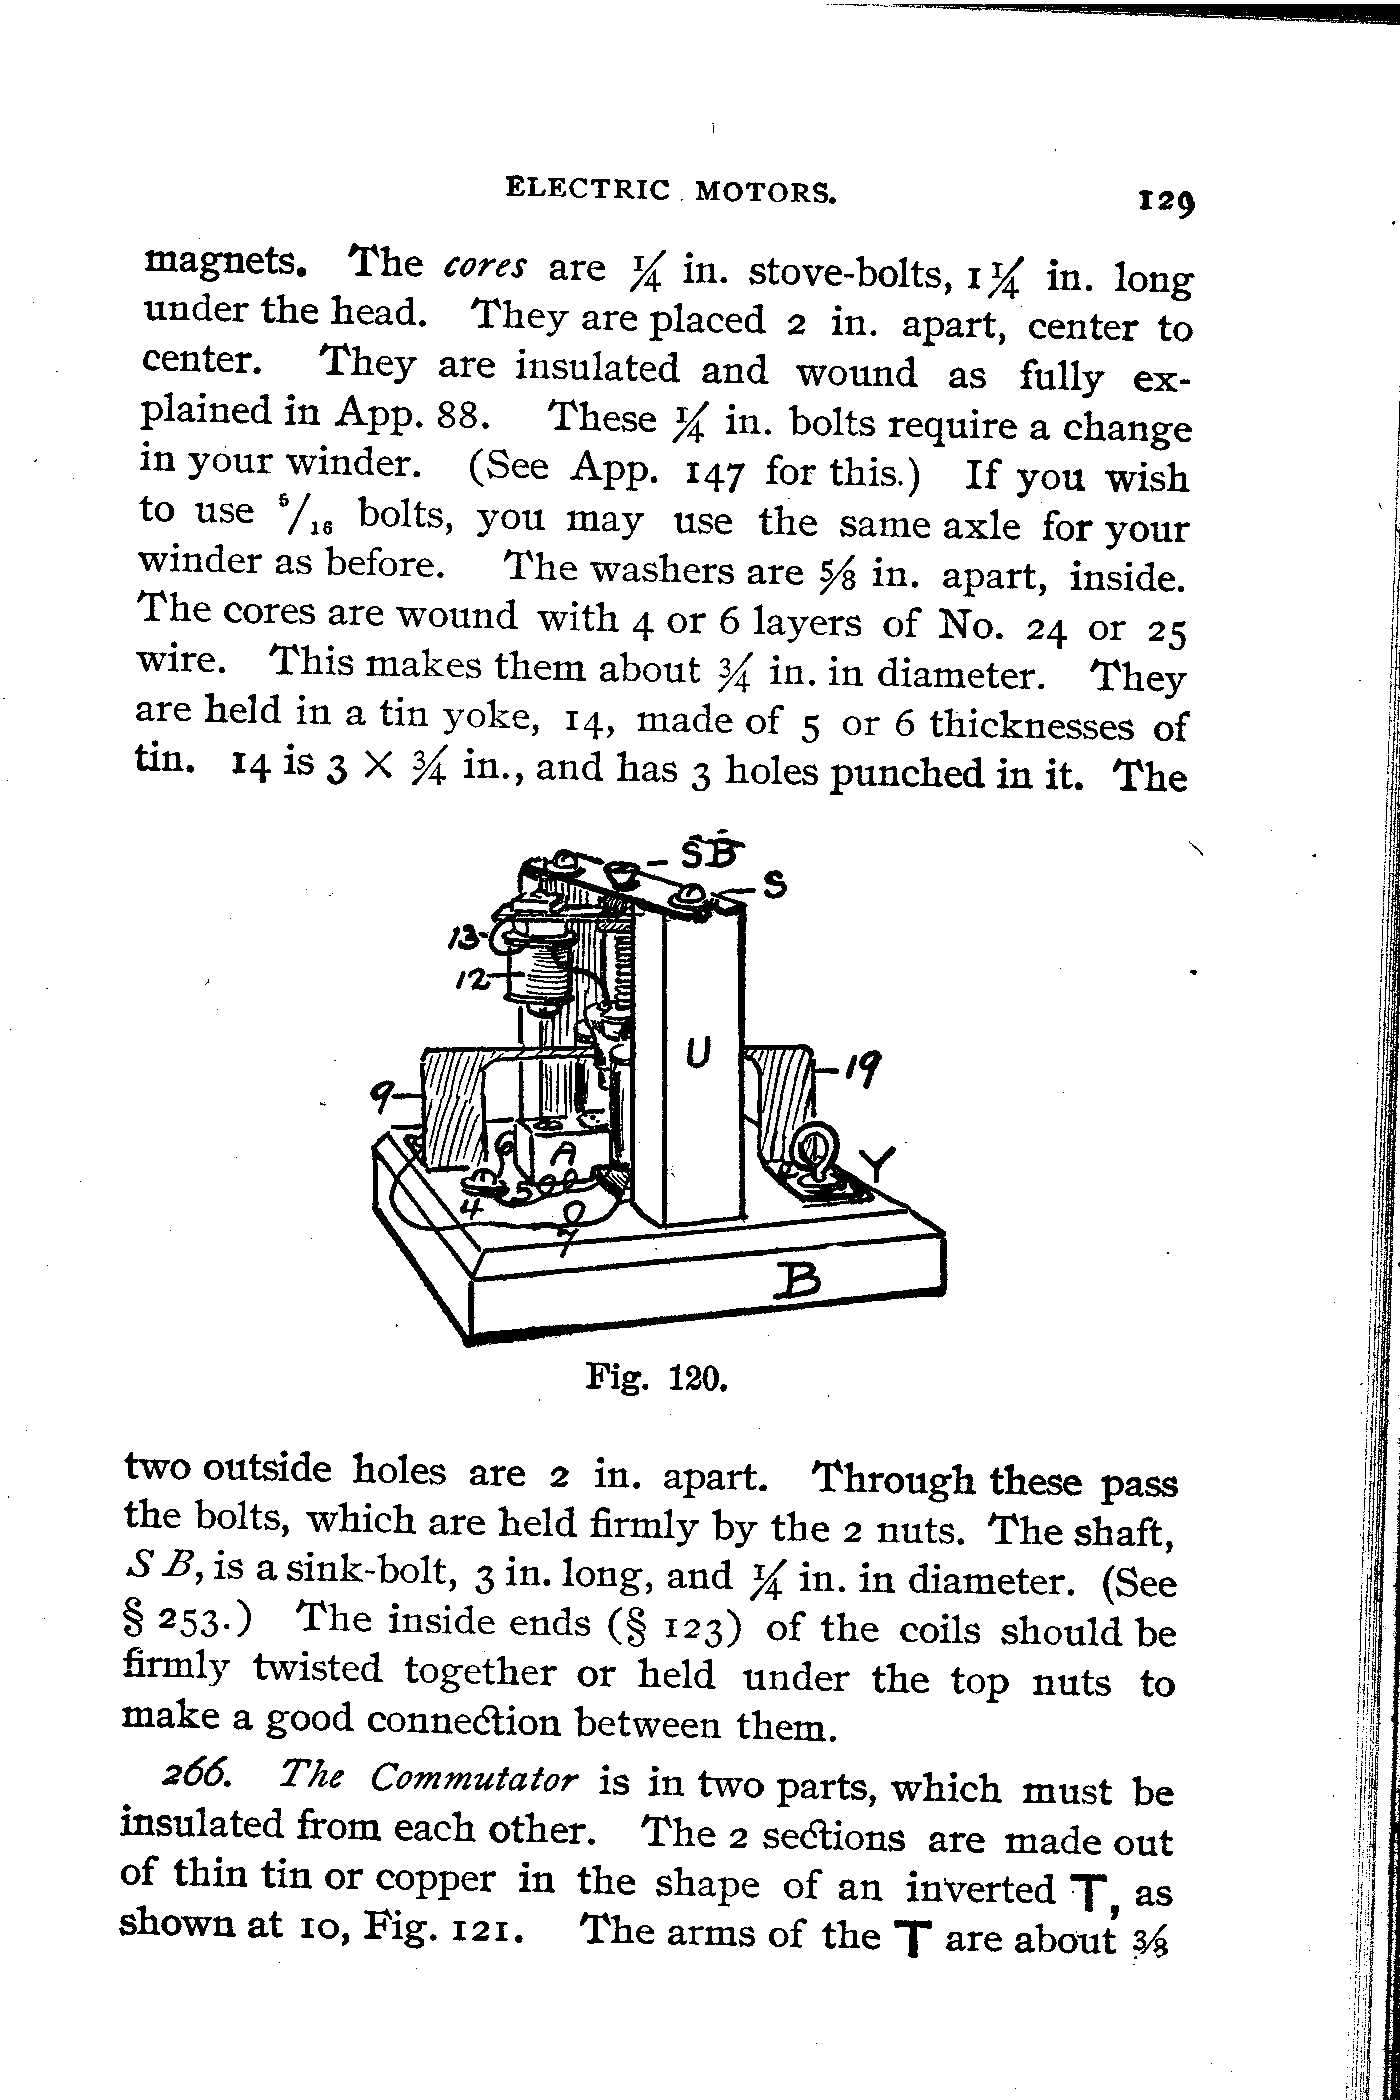 ELECTRIC MOTORS. 129
magnets. The cores are ¼ in. stove-bolts, 1¼ in. long
under the head. They are placed 2 in. apart, center to
center. They are insulated and wound as fully ex-
plained in App. 88. These ¼ in. bolts require a change
in your winder. (See App. 147 for this.) If you wish
to use 5/16 bolts, you may use the same axle for your
winder as before. The washers are ⅝ in. apart, inside.
The cores are wound with 4 or 6 layers of No. 24 or 25
wire. This makes them about ¾ in. in diameter. They
are held in a tin yoke, 14, made of 5 or 6 thicknesses of
tin. 14 is 3 × ¾ in., and has 3 holes punched in it. The
SB
S
13
12
U
9
19
A
Y
4
5
7
B
Fig. 120.
two outside holes are 2 in. apart. Through these pass
the bolts, which are held firmly by the 2 nuts. The shaft,
S B, is a sink-bolt, 3 in. long, and ¼ in. in diameter. (See
§ 253.) The inside ends (§ 123) of the coils should be
firmly twisted together or held under the top nuts to
make a good connection between them.
266. The Commutator is in two parts, which must be
insulated from each other. The 2 sections are made out
of thin tin or copper in the shape of an inverted T, as
shown at 10, Fig. 121. The arms of the T are about ⅜